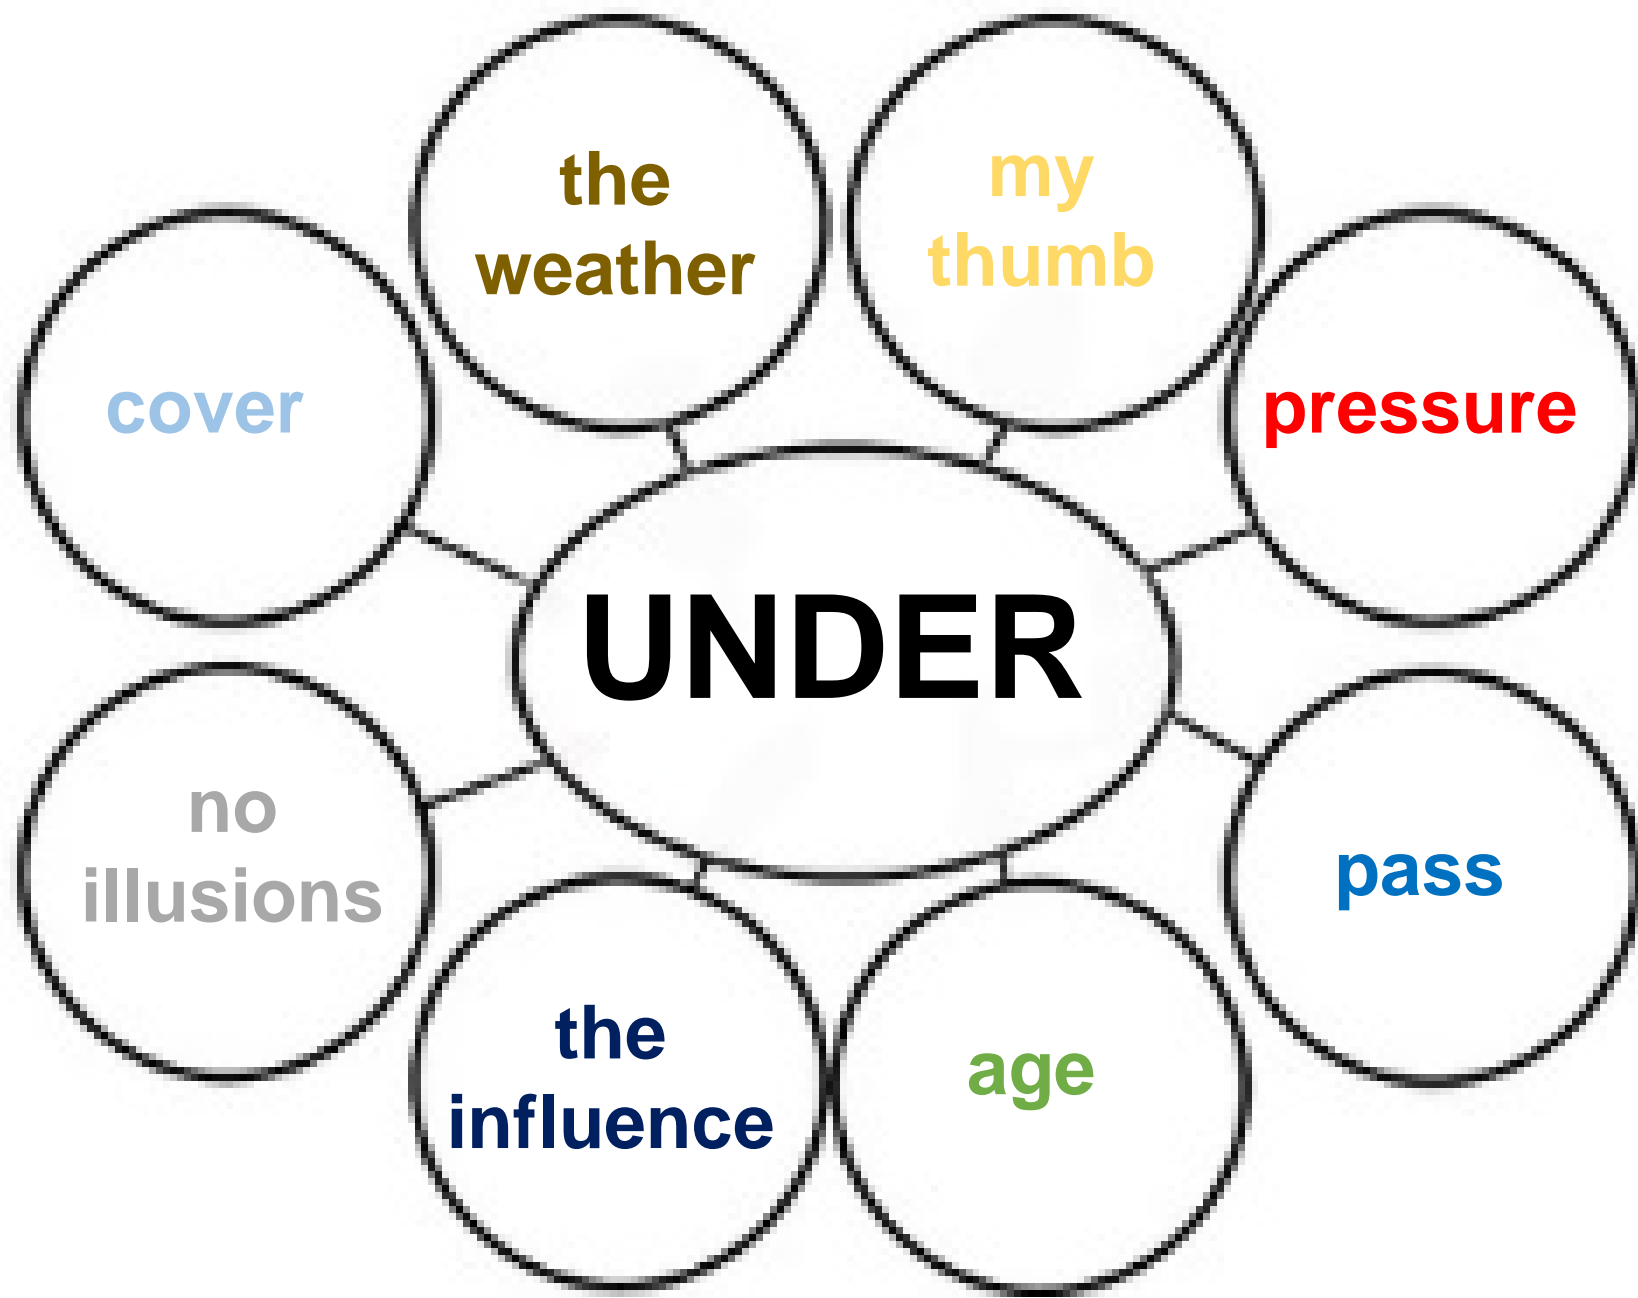 the
weather
my
thumb
cover
pressure
UNDER
no
illusions
pass
the
influence
age